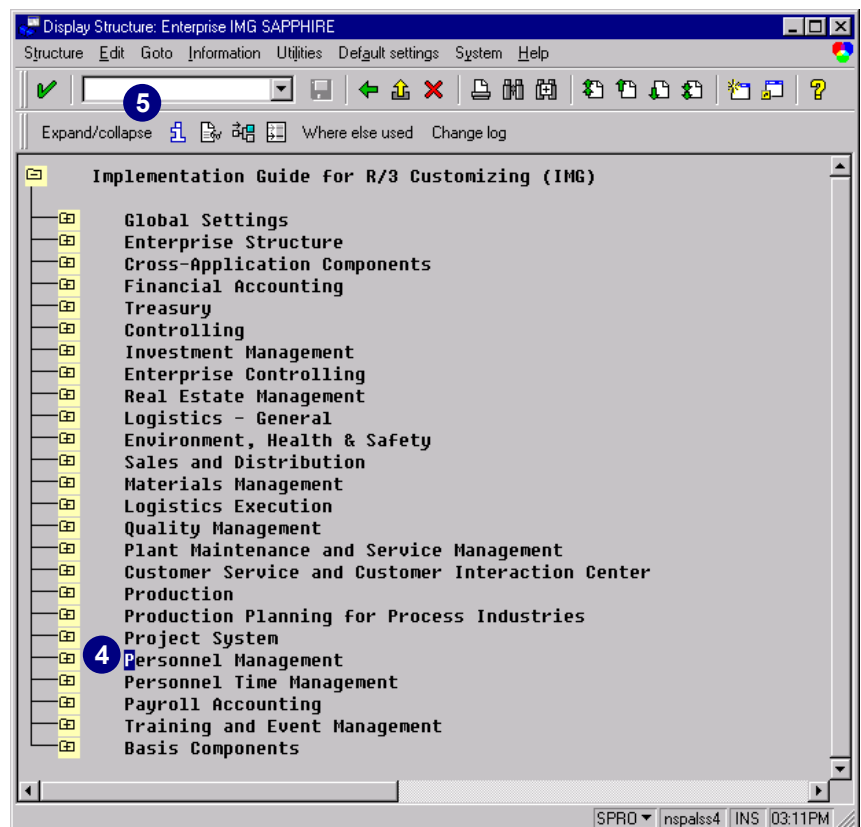 Display Structure: Enterprise IMG SAPPHIRE
Structure Edit Goto Information Utilities Default settings System Help
5
Expand/collapse Where else used Change log
Implementation Guide for R/3 Customizing (IMG)
Global Settings
Enterprise Structure
Cross-Application Components
Financial Accounting
Treasury
Controlling
Investment Management
Enterprise Controlling
Real Estate Management
Logistics - General
Environment, Health & Safety
Sales and Distribution
Materials Management
Logistics Execution
Quality Management
Plant Maintenance and Service Management
Customer Service and Customer Interaction Center
Production
Production Planning for Process Industries
Project System
4 Personnel Management
Personnel Time Management
Payroll Accounting
Training and Event Management
Basis Components
SPRO nspalss4 INS 03:11PM